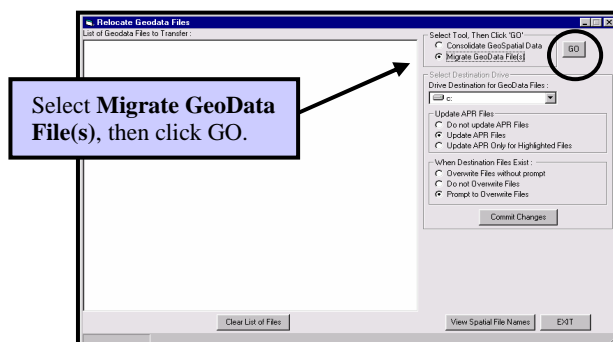 Relocate Geodata Files
List of Geodata Files to Transfer :
Select Tool, Then Click 'GO'
Consolidate GeoSpatial Data
Migrate GeoData File(s)
GO
Select Destination Drive
Drive Destination for GeoData Files :
c:
Update APR Files
Do not update APR Files
Update APR Files
Update APR Only for Highlighted Files
When Destination Files Exist :
Overwrite Files without prompt
Do not Overwrite Files
Prompt to Overwrite Files
Commit Changes
Select Migrate GeoData
File(s), then click GO.
Clear List of Files
View Spatial File Names
EXIT